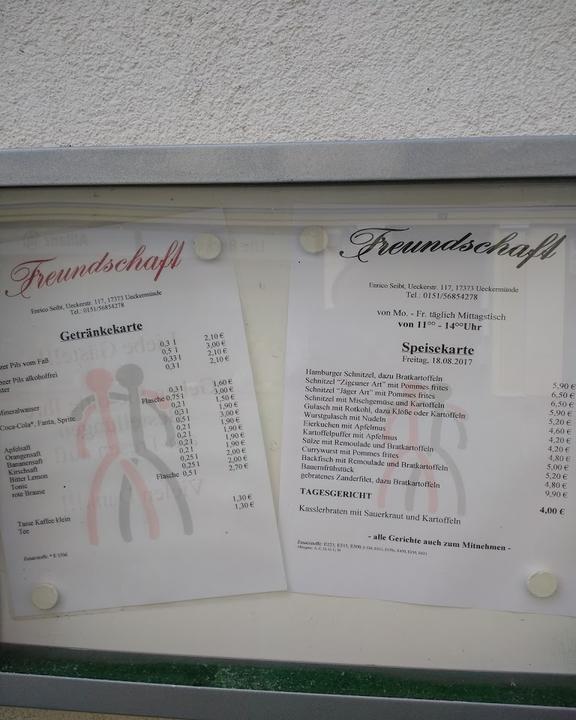 Freundschaft
Enrico Seibt, Ueckerstr. 117, 17373 Ueckermünde
Tel.: 0151/56854278
Getränkekarte
Pils vom Faß 0,3 l 2,10 €
0,5 l 3,00 €
Pils alkoholfrei 0,33 l 2,10 €
0,3 l 2,10 €
Mineralwasser 0,3 l 1,60 €
Flasche 0,75 l 3,00 €
Coca-Cola*, Fanta, Sprite 0,2 l 1,50 €
0,3 l 1,90 €
0,5 l 3,00 €
Apfelsaft 0,2 l 1,90 €
Orangensaft 0,2 l 1,90 €
Bananensaft 0,2 l 1,90 €
Kirschsaft 0,2 l 1,90 €
Bitter Lemon 0,25 l 2,00 €
Tonic 0,25 l 2,00 €
rote Brause Flasche 0,5 l 2,70 €
Tasse Kaffee klein 1,30 €
Tee 1,30 €
Freundschaft
Enrico Seibt, Ueckerstr. 117, 17373 Ueckermünde
Tel.: 0151/56854278
von Mo. - Fr. täglich Mittagstisch
von 11⁰⁰ - 14⁰⁰Uhr
Speisekarte
Freitag, 18.08.2017
Hamburger Schnitzel, dazu Bratkartoffeln 5,90 €
Schnitzel "Zigeuner Art" mit Pommes frites 6,50 €
Schnitzel "Jäger Art" mit Pommes frites 6,50 €
Schnitzel mit Mischgemüse und Kartoffeln 6,50 €
Gulasch mit Rotkohl, dazu Klöße oder Kartoffeln 5,90 €
Wurstgulasch mit Nudeln 5,20 €
Eierkuchen mit Apfelmus 4,60 €
Kartoffelpuffer mit Apfelmus 4,20 €
Sülze mit Remoulade und Bratkartoffeln 4,20 €
Currywurst mit Pommes frites 4,80 €
Backfisch mit Remoulade und Bratkartoffeln 5,00 €
Bauernfrühstück 5,20 €
gebratenes Zanderfilet, dazu Bratkartoffeln 4,80 €
9,90 €
TAGESGERICHT
Kasslerbraten mit Sauerkraut und Kartoffeln 4,00 €
- alle Gerichte auch zum Mitnehmen -